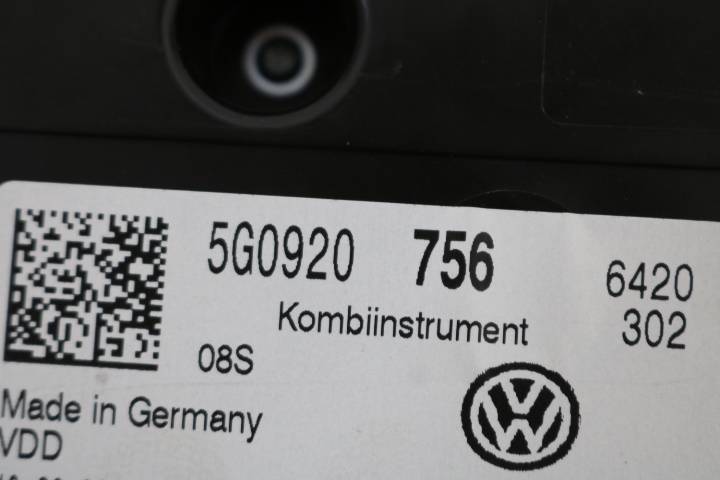 5G0920 756 6420
Kombiinstrument 302
08S
Made in Germany
VDD